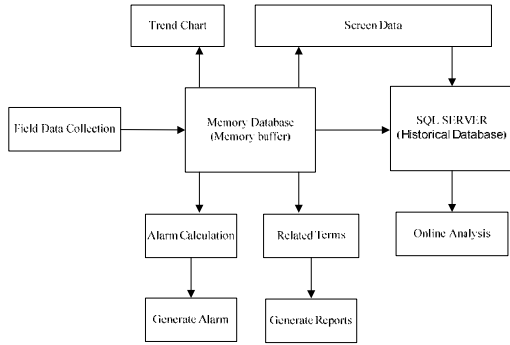 Trend Chart
Screen Data
Field Data Collection
Memory Database
(Memory buffer)
SQL SERVER
(Historical Database)
Alarm Calculation
Related Terms
Online Analysis
Generate Alarm
Generate Reports